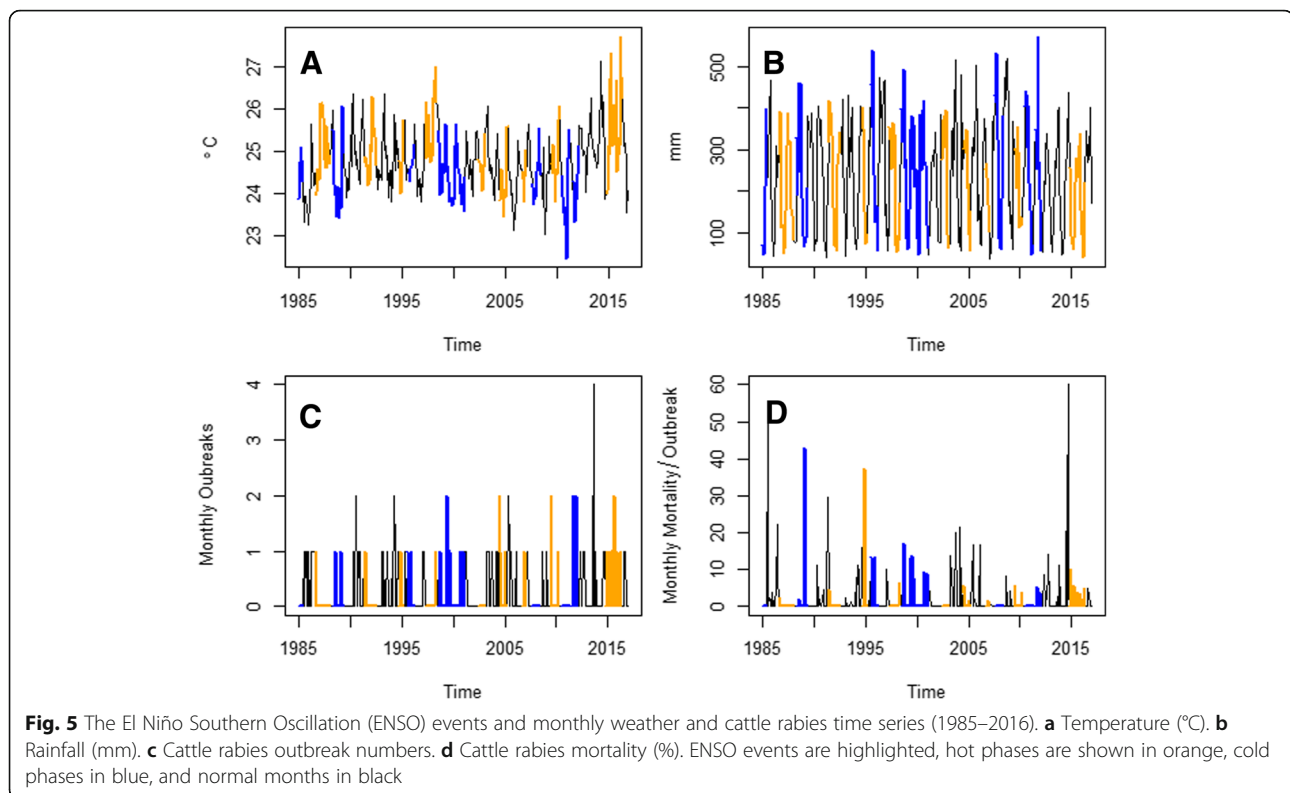 A
°C
27
26
25
24
23
1985
1995
2005
2015
Time
B
mm
500
300
100
1985
1995
2005
2015
Time
C
Monthly Oubreaks
4
3
2
1
0
1985
1995
2005
2015
Time
D
Monthly Mortality/Outbreak
60
50
40
30
20
10
0
1985
1995
2005
2015
Time
Fig. 5 The El Niño Southern Oscillation (ENSO) events and monthly weather and cattle rabies time series (1985–2016). a Temperature (°C). b
Rainfall (mm). c Cattle rabies outbreak numbers. d Cattle rabies mortality (%). ENSO events are highlighted, hot phases are shown in orange, cold
phases in blue, and normal months in black